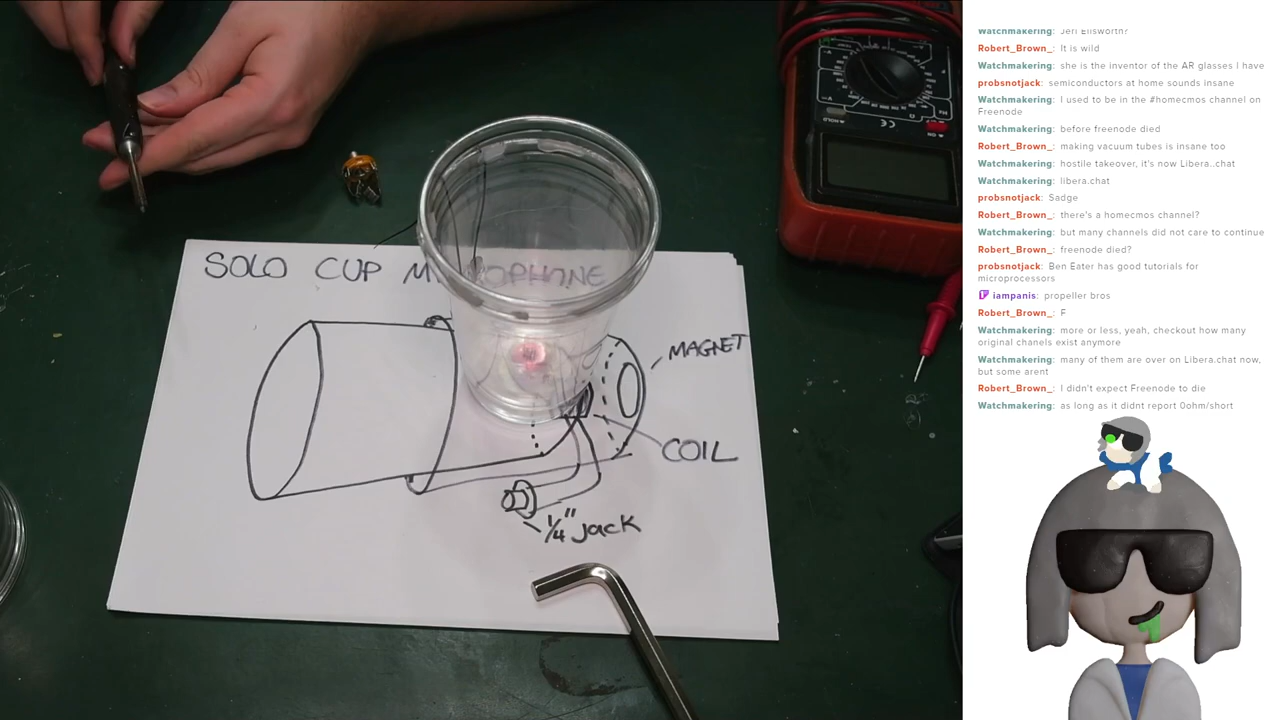 SOLO CUP MICROPHONE
MAGNET
COIL
1/4" JACK
HOLD
CE
Watchmakering: Jeri Ellsworth?
Robert_Brown_: It is wild
Watchmakering: she is the inventor of the AR glasses I have
probsnotjack: semiconductors at home sounds insane
Watchmakering: I used to be in the #homecmos channel on
Freenode
Watchmakering: before freenode died
Robert_Brown_: making vacuum tubes is insane too
Watchmakering: hostile takeover, it's now Libera..chat
Watchmakering: libera.chat
probsnotjack: Sadge
Robert_Brown_: there's a homecmos channel?
Watchmakering: but many channels did not care to continue
Robert_Brown_: freenode died?
probsnotjack: Ben Eater has good tutorials for
microprocessors
iampanis: propeller bros
Robert_Brown_: F
Watchmakering: more or less, yeah, checkout how many
original chanels exist anymore
Watchmakering: many of them are over on Libera.chat now,
but some arent
Robert_Brown_: I didn't expect Freenode to die
Watchmakering: as long as it didnt report 0ohm/short